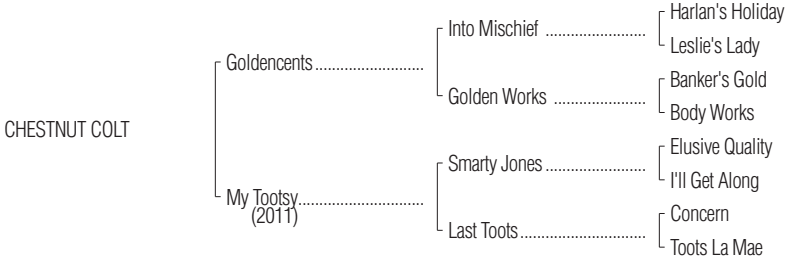 Harlan's Holiday
Into Mischief ........................
Leslie's Lady
Goldencents..........................
Banker's Gold
Golden Works ......................
Body Works
CHESTNUT COLT
Elusive Quality
Smarty Jones ........................
I'll Get Along
My Tootsy..............................
(2011)
Concern
Last Toots..............................
Toots La Mae